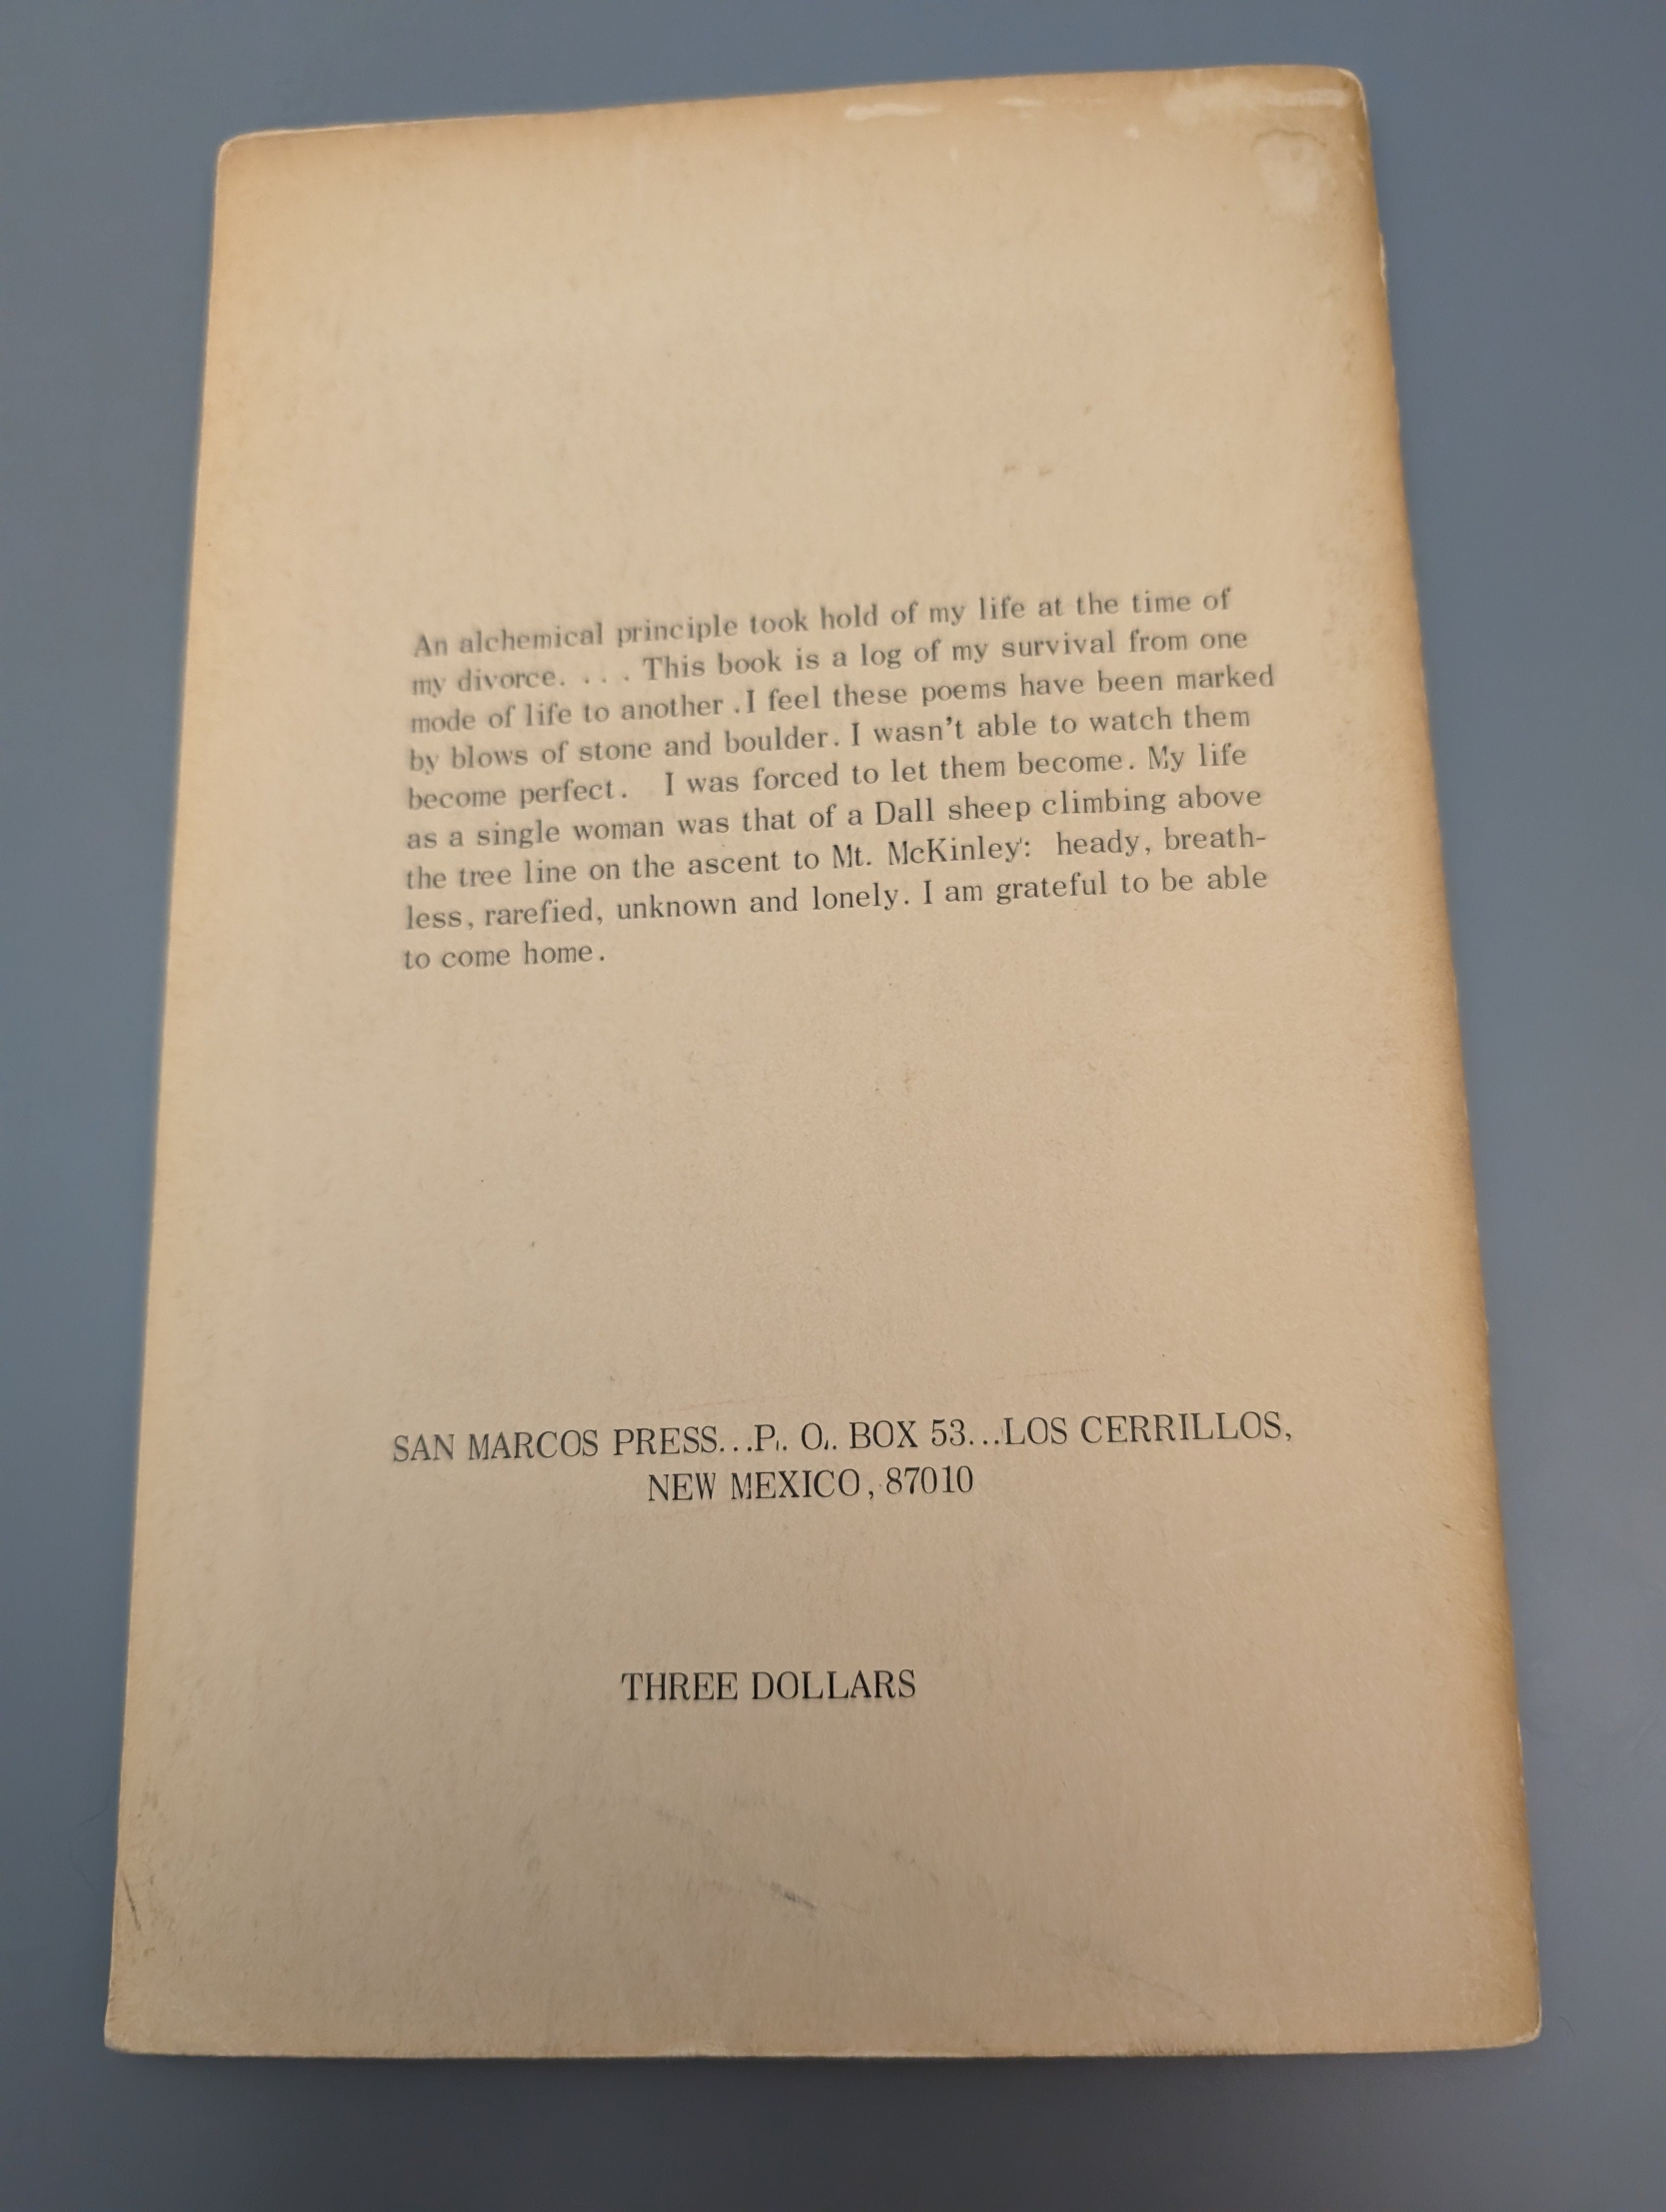 An alchemical principle took hold of my life at the time of
my divorce. . . . This book is a log of my survival from one
mode of life to another .I feel these poems have been marked
by blows of stone and boulder. I wasn't able to watch them
become perfect. I was forced to let them become. My life
as a single woman was that of a Dall sheep climbing above
the tree line on the ascent to Mt. McKinley: heady, breath-
less, rarefied, unknown and lonely. I am grateful to be able
to come home.
SAN MARCOS PRESS...P.. O.. BOX 53...LOS CERRILLOS,
NEW MEXICO, 87010
THREE DOLLARS